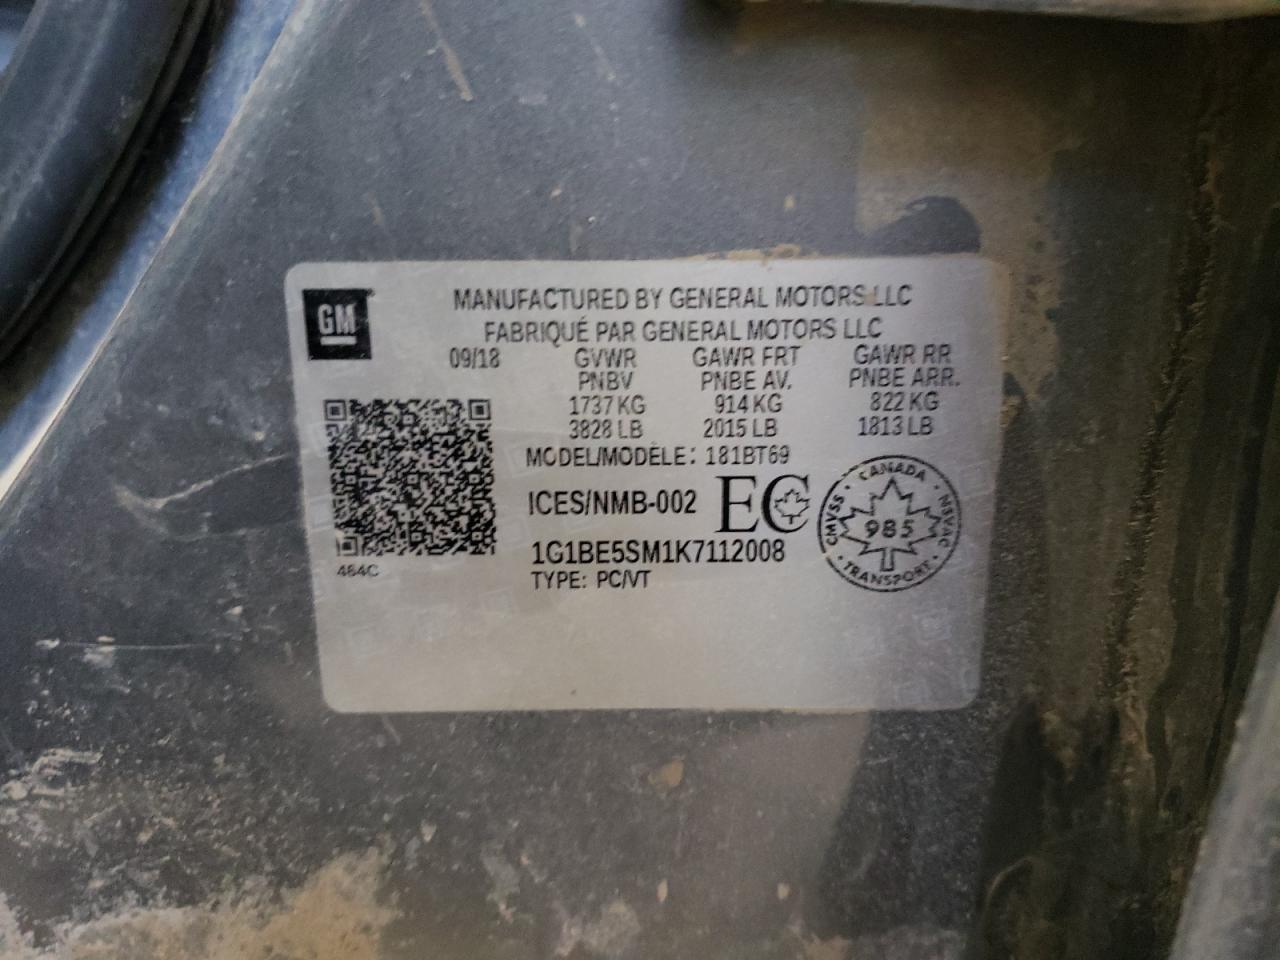 GM
MANUFACTURED BY GENERAL MOTORS LLC
FABRIQUÉ PAR GENERAL MOTORS LLC
09/18 GVWR GAWR FRT GAWR RR
PNBV PNBE AV. PNBE ARR.
1737 KG 914 KG 822 KG
3828 LB 2015 LB 1813 LB
MODEL/MODÈLE: 181BT69
ICES/NMB-002 EC
1G1BE5SM1K7112008
TYPE: PC/VT
464C
CANADA
CMVSS 985 NSVAC
TRANSPORT